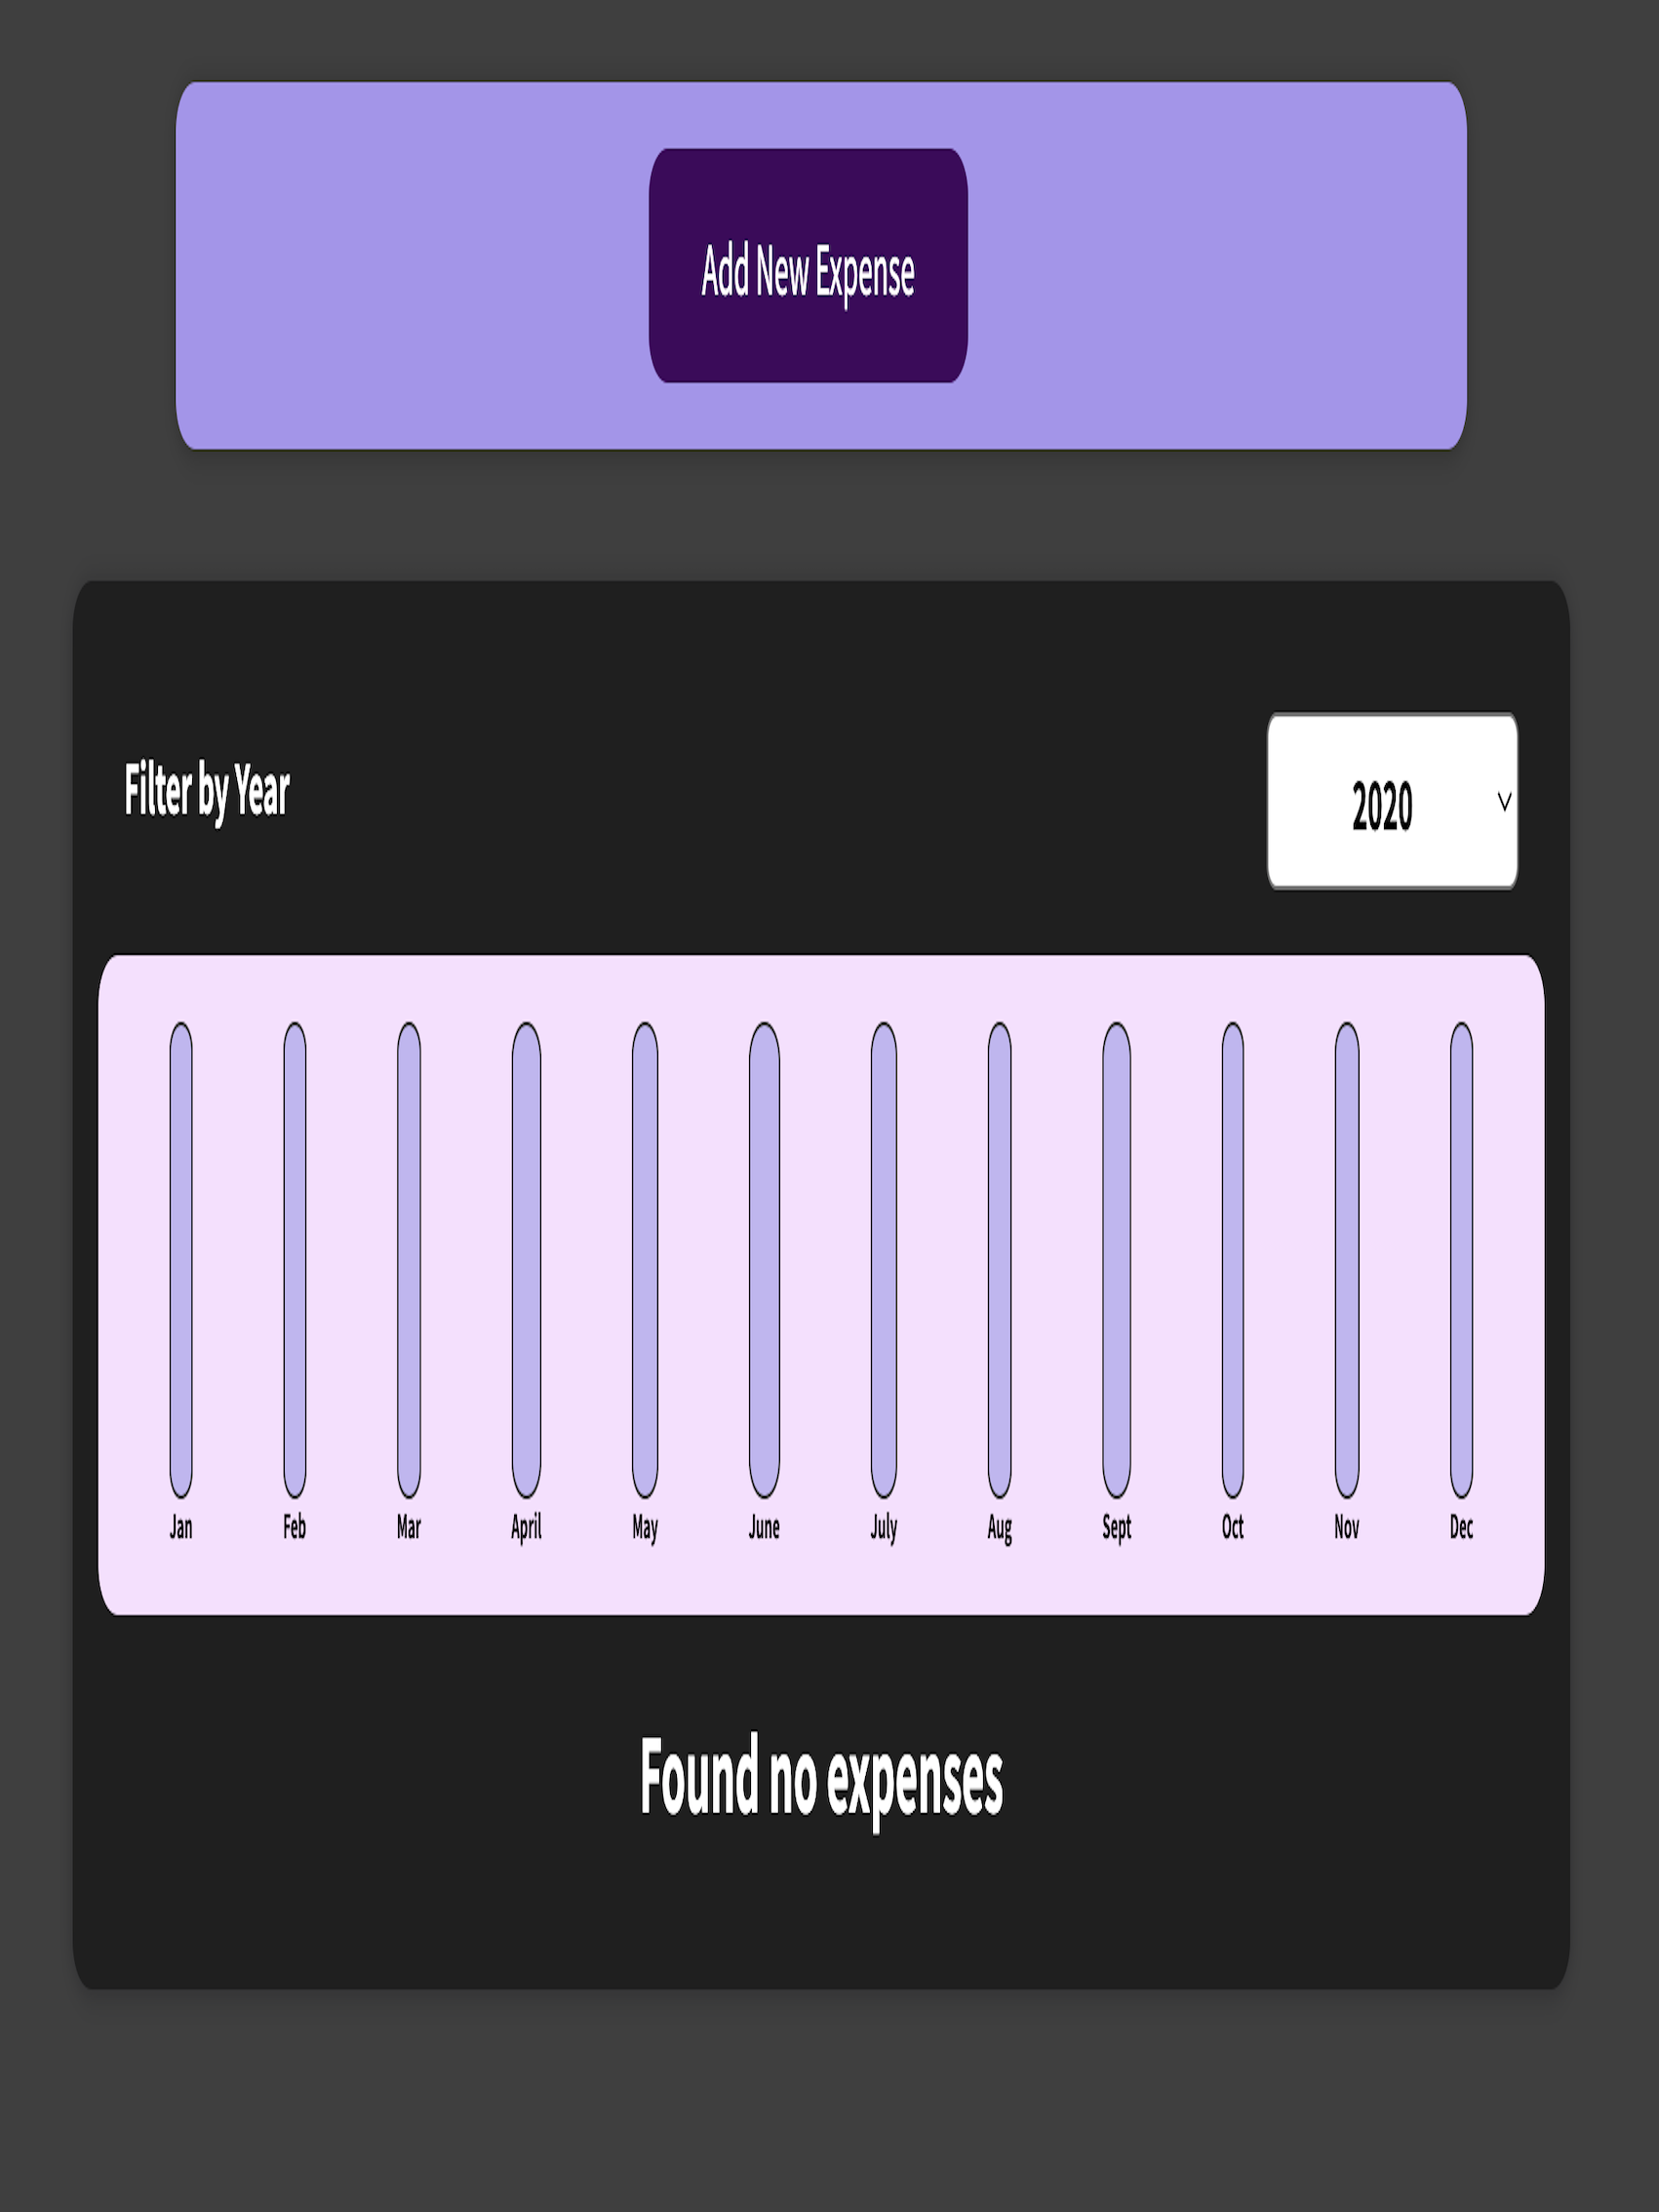 Add New Expense
Filter by Year
2020
Jan Feb Mar April May June July Aug Sept Oct Nov Dec
Found no expenses